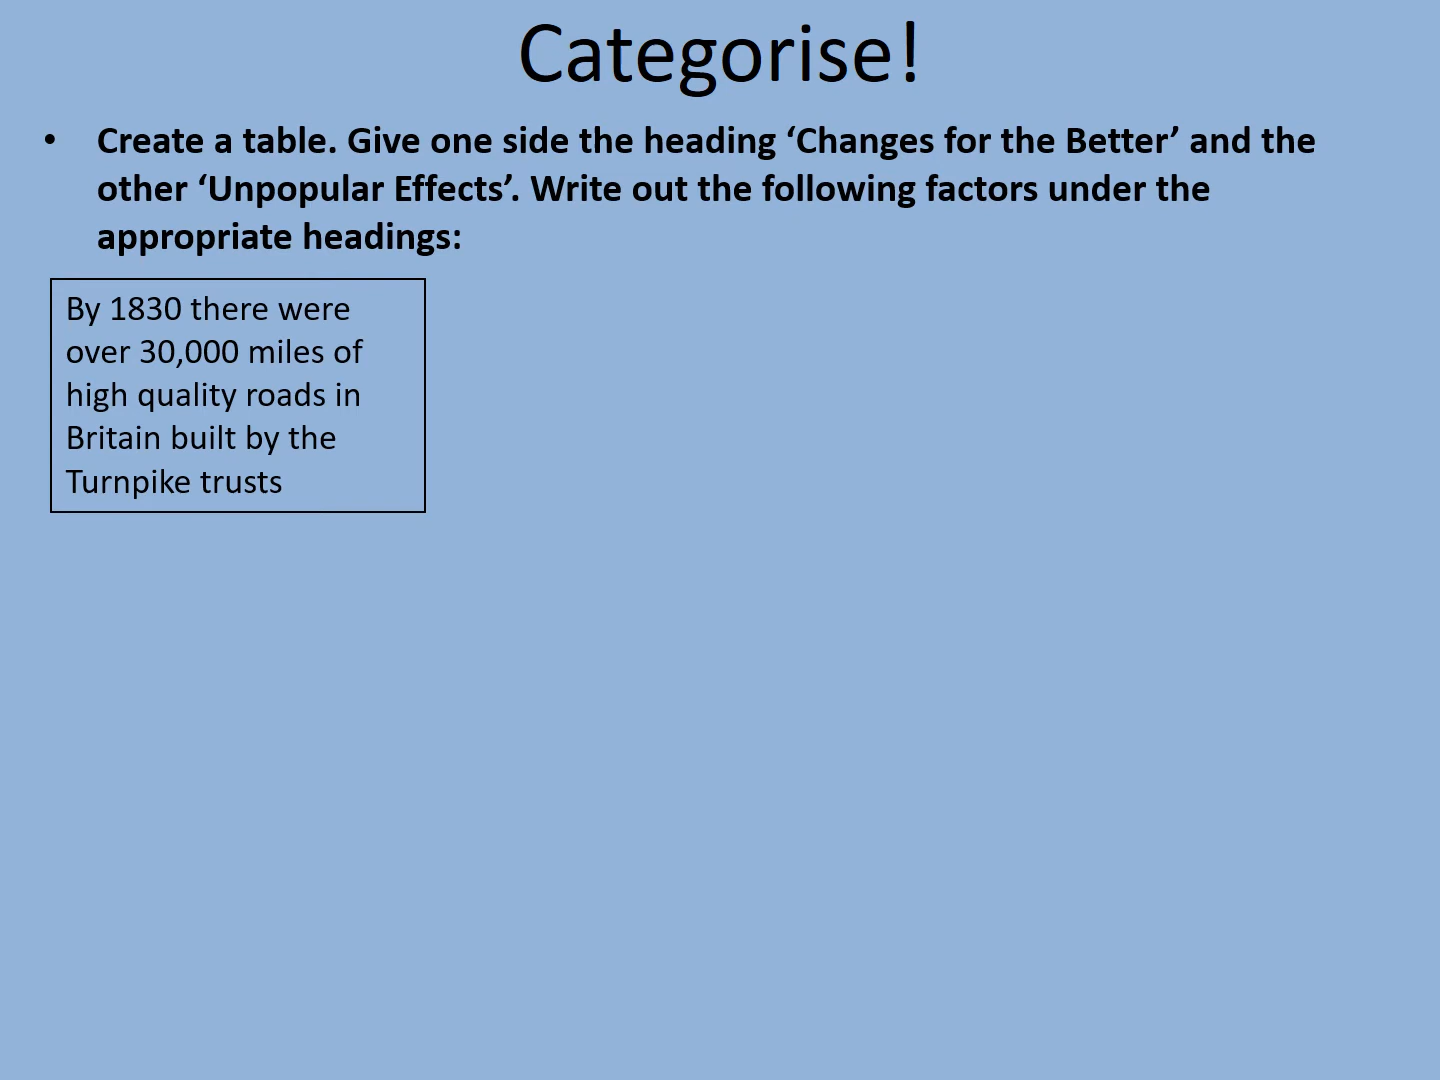 Categorise!
• Create a table. Give one side the heading ‘Changes for the Better’ and the
other ‘Unpopular Effects’. Write out the following factors under the
appropriate headings:
By 1830 there were
over 30,000 miles of
high quality roads in
Britain built by the
Turnpike trusts